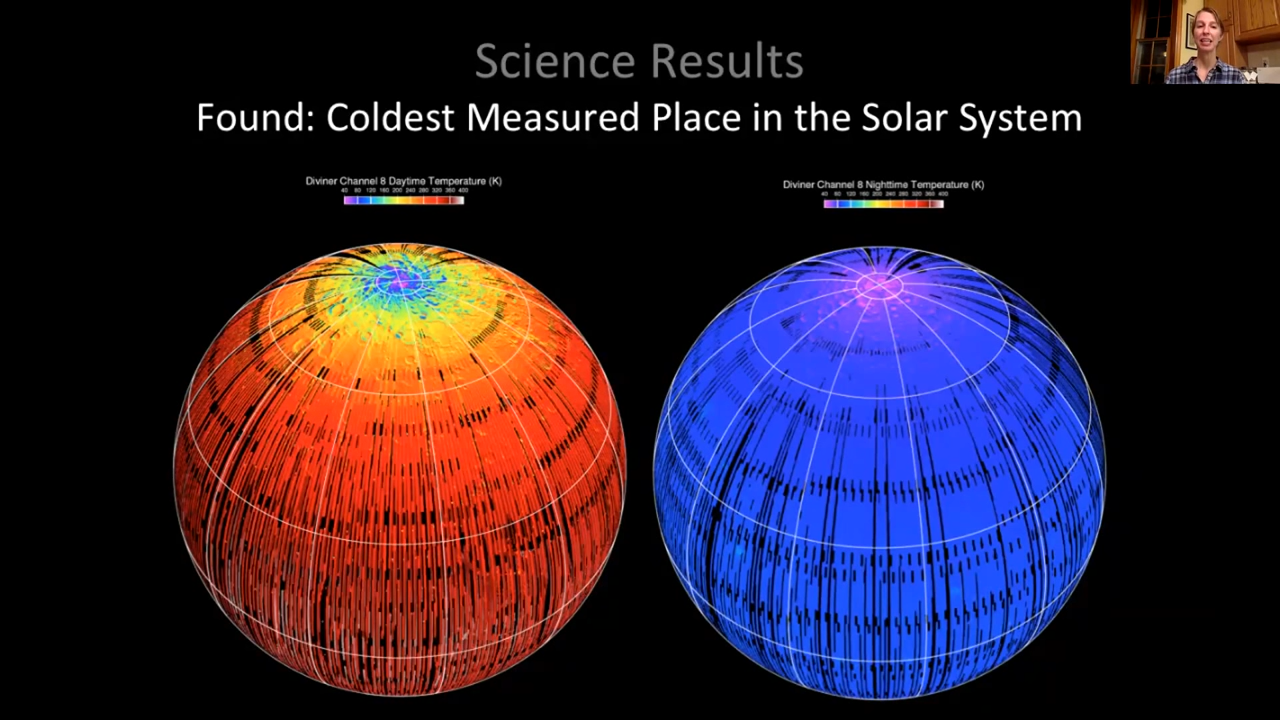 Science Results
Found: Coldest Measured Place in the Solar System
Diviner Channel 8 Daytime Temperature (K)
40 80 120 160 200 240 280 320 360 400
Diviner Channel 8 Nighttime Temperature (K)
40 80 120 160 200 240 280 320 360 400